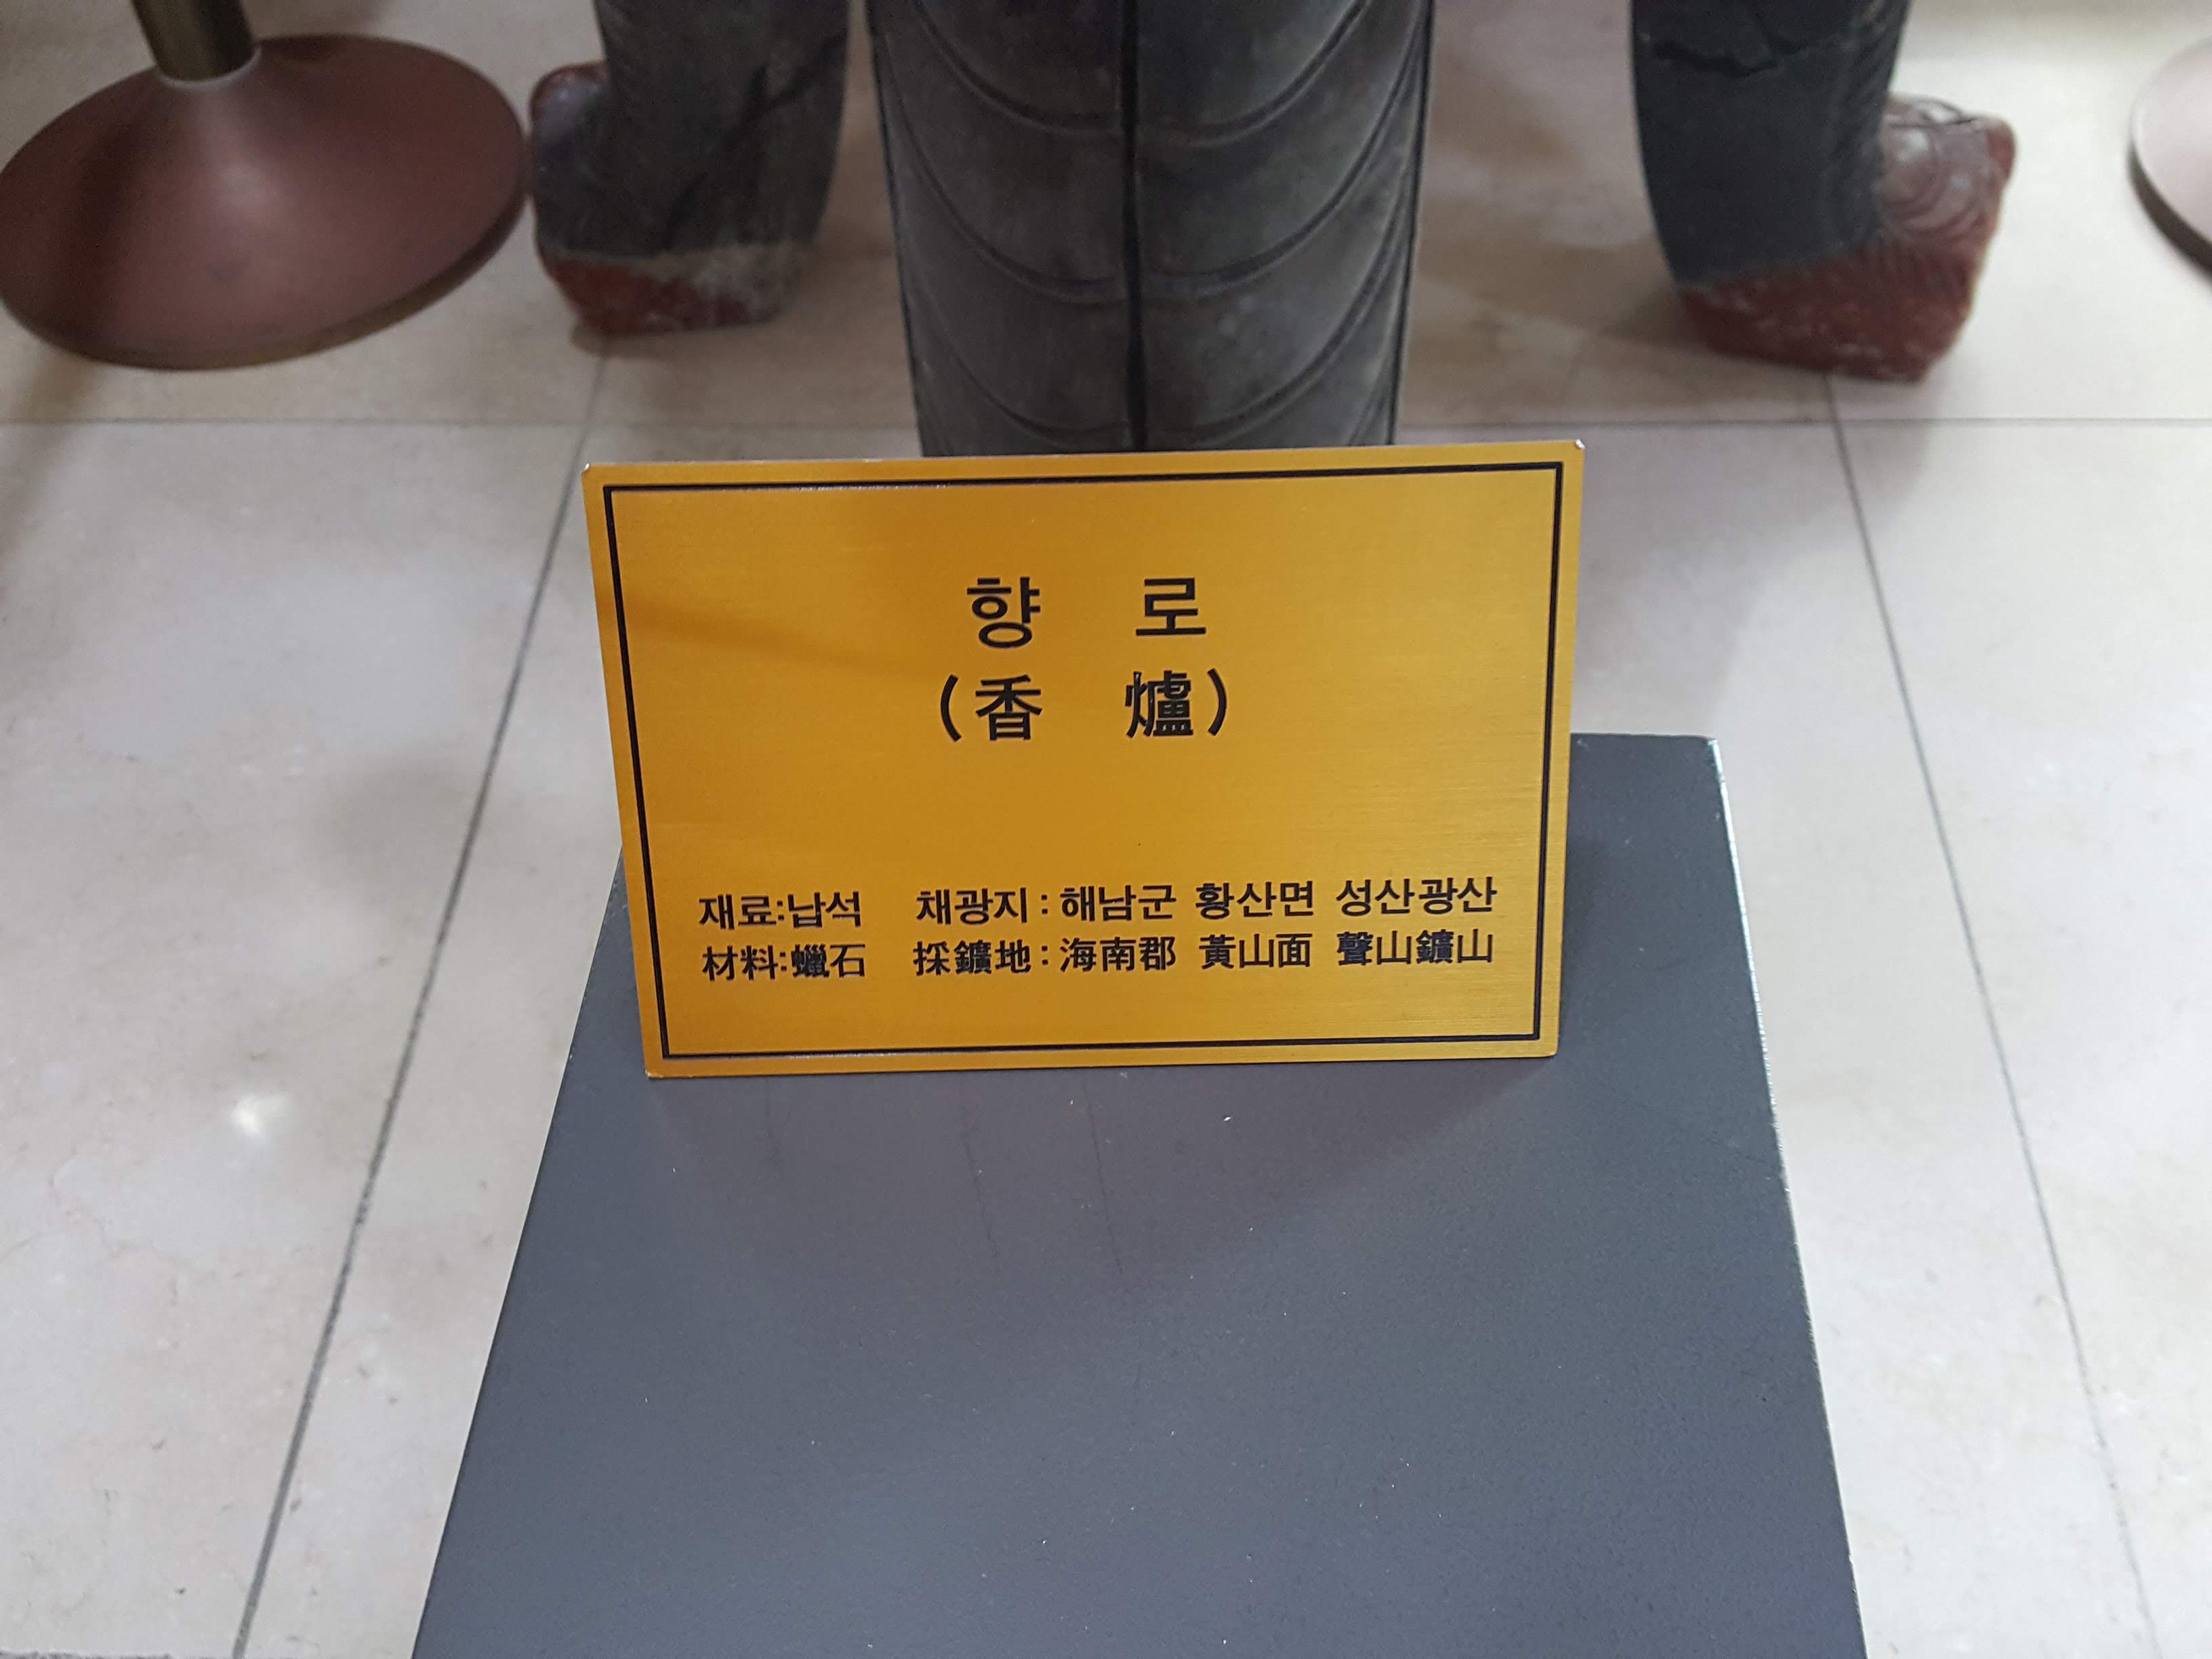 향 로
(香 爐)
재료:납석 채광지:해남군 황산면 성산광산
材料:蠟石 採鑛地:海南郡 黃山面 聲山鑛山